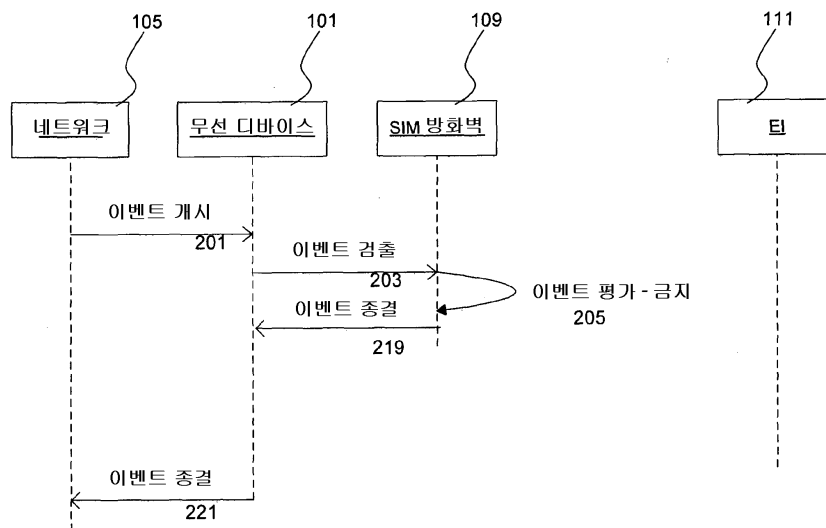 105
101
109
111
네트워크
무선 디바이스
SIM 방화벽
EI
이벤트 개시
201
이벤트 검출
203
이벤트 평가 - 금지
205
이벤트 종결
219
이벤트 종결
221